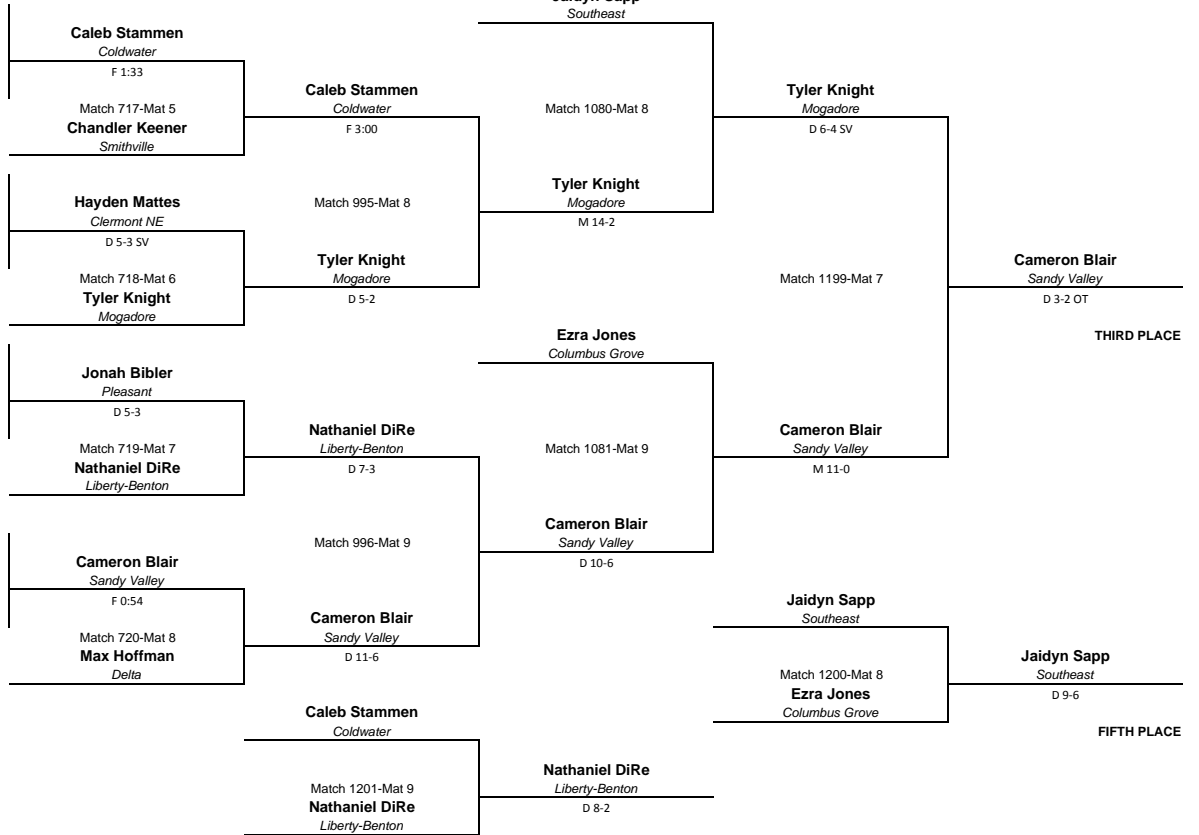 Jaidyn Sapp
Southeast
Caleb Stammen
Coldwater
F 1:33
Caleb Stammen
Coldwater
F 3:00
Match 1080-Mat 8
Tyler Knight
Mogadore
D 6-4 SV
Match 717-Mat 5
Chandler Keener
Smithville
Hayden Mattes
Clermont NE
D 5-3 SV
Match 995-Mat 8
Tyler Knight
Mogadore
M 14-2
Match 718-Mat 6
Tyler Knight
Mogadore
Tyler Knight
Mogadore
D 5-2
Match 1199-Mat 7
Cameron Blair
Sandy Valley
D 3-2 OT
THIRD PLACE
Ezra Jones
Columbus Grove
Jonah Bibler
Pleasant
D 5-3
Match 719-Mat 7
Nathaniel DiRe
Liberty-Benton
Nathaniel DiRe
Liberty-Benton
D 7-3
Match 1081-Mat 9
Cameron Blair
Sandy Valley
M 11-0
Match 996-Mat 9
Cameron Blair
Sandy Valley
D 10-6
Cameron Blair
Sandy Valley
F 0:54
Match 720-Mat 8
Max Hoffman
Delta
Cameron Blair
Sandy Valley
D 11-6
Jaidyn Sapp
Southeast
Match 1200-Mat 8
Ezra Jones
Columbus Grove
Jaidyn Sapp
Southeast
D 9-6
FIFTH PLACE
Caleb Stammen
Coldwater
Match 1201-Mat 9
Nathaniel DiRe
Liberty-Benton
Nathaniel DiRe
Liberty-Benton
D 8-2